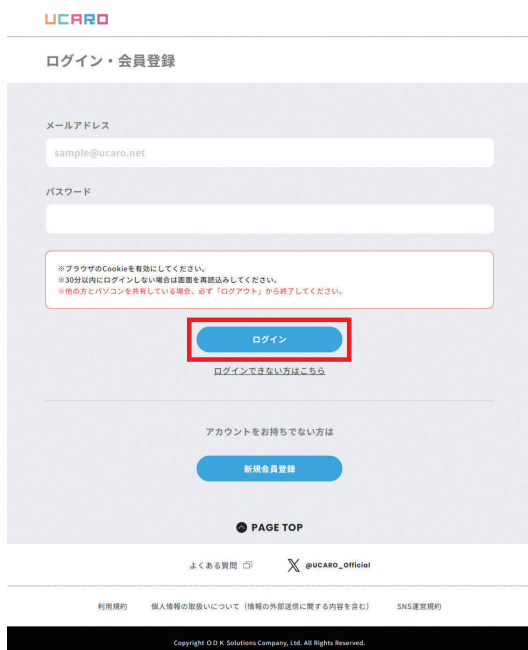 UCARO
ログイン・会員登録
メールアドレス
sample@ucaro.net
パスワード
※ブラウザのCookieを有効にしてください。
※30分以内にログインしない場合は画面を再読込みしてください。
※他の方とパソコンを共有している場合、必ず「ログアウト」から終了してください。
ログイン
ログインできない方はこちら
アカウントをお持ちでない方は
新規会員登録
PAGE TOP
よくある質問 @UCARO_Official
利用規約 個人情報の取扱いについて（情報の外部送信に関する内容を含む） SNS運営規約
Copyright O D K Solutions Company, Ltd. All Rights Reserved.